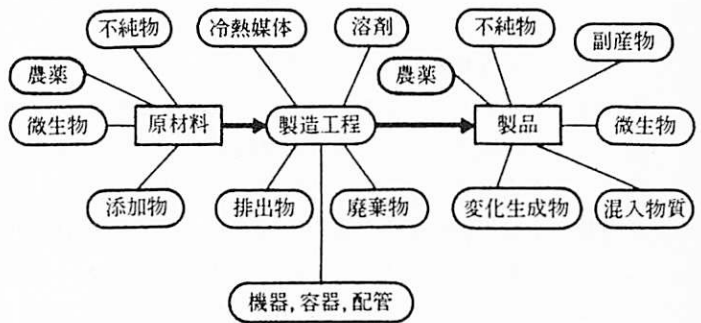 不純物
冷熱媒体
溶剤
不純物
副産物
農薬
農薬
微生物
原材料
製造工程
製品
微生物
添加物
排出物
廃棄物
変化生成物
混入物質
機器,容器,配管